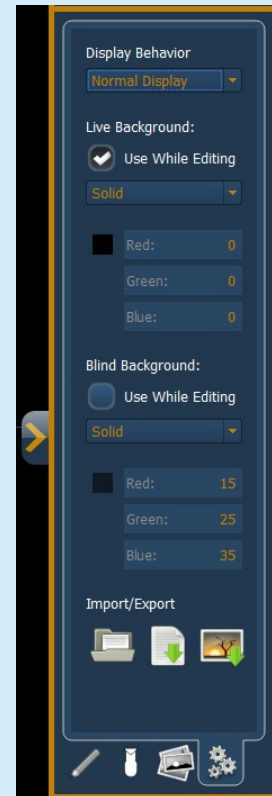 Display Behavior
Normal Display
Live Background:
Use While Editing
Solid
Red: 0
Green: 0
Blue: 0
Blind Background:
Use While Editing
Solid
Red: 15
Green: 25
Blue: 35
Import/Export